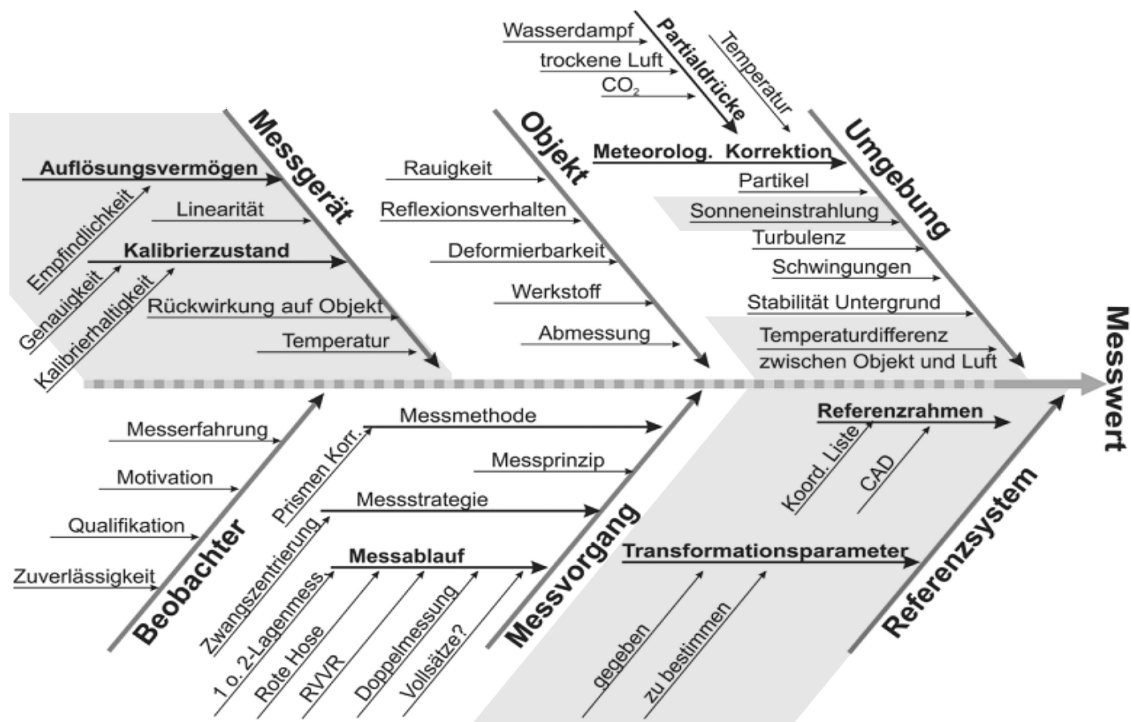 Wasserdampf
trockene Luft
CO₂
Partialdrücke
Temperatur
Meteorolog. Korrektion
Partikel
Sonneneinstrahlung
Turbulenz
Schwingungen
Stabilität Untergrund
Temperaturdifferenz
zwischen Objekt und Luft
Umgebung
Objekt
Rauigkeit
Reflexionsverhalten
Deformierbarkeit
Werkstoff
Abmessung
Messgerät
Auflösungsvermögen
Empfindlichkeit
Linearität
Kalibrierzustand
Genauigkeit
Kalibrierhaltigkeit
Rückwirkung auf Objekt
Temperatur
Messwert
Messerfahrung
Motivation
Qualifikation
Zuverlässigkeit
Beobachter
Messmethode
Prismen Korr.
Messprinzip
Messstrategie
Zwangszentrierung
Messablauf
1 o. 2-Lagenmess.
Rote Hose
RVVR
Doppelmessung
Vollsätze?
Messvorgang
Referenzrahmen
Koord. Liste
CAD
Transformationsparameter
gegeben
zu bestimmen
Referenzsystem